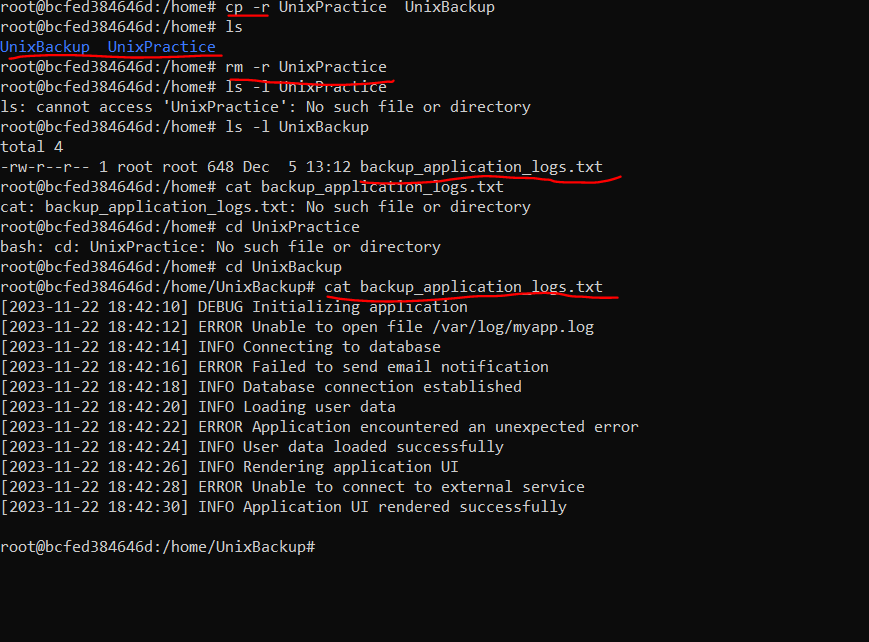 root@bcfed384646d:/home# cp -r UnixPractice  UnixBackup
root@bcfed384646d:/home# ls
UnixBackup  UnixPractice
root@bcfed384646d:/home# rm -r UnixPractice
root@bcfed384646d:/home# ls -l UnixPractice
ls: cannot access 'UnixPractice': No such file or directory
root@bcfed384646d:/home# ls -l UnixBackup
total 4
-rw-r--r-- 1 root root 648 Dec  5 13:12 backup_application_logs.txt
root@bcfed384646d:/home# cat backup_application_logs.txt
cat: backup_application_logs.txt: No such file or directory
root@bcfed384646d:/home# cd UnixPractice
bash: cd: UnixPractice: No such file or directory
root@bcfed384646d:/home# cd UnixBackup
root@bcfed384646d:/home/UnixBackup# cat backup_application_logs.txt
[2023-11-22 18:42:10] DEBUG Initializing application
[2023-11-22 18:42:12] ERROR Unable to open file /var/log/myapp.log
[2023-11-22 18:42:14] INFO Connecting to database
[2023-11-22 18:42:16] ERROR Failed to send email notification
[2023-11-22 18:42:18] INFO Database connection established
[2023-11-22 18:42:20] INFO Loading user data
[2023-11-22 18:42:22] ERROR Application encountered an unexpected error
[2023-11-22 18:42:24] INFO User data loaded successfully
[2023-11-22 18:42:26] INFO Rendering application UI
[2023-11-22 18:42:28] ERROR Unable to connect to external service
[2023-11-22 18:42:30] INFO Application UI rendered successfully
root@bcfed384646d:/home/UnixBackup#